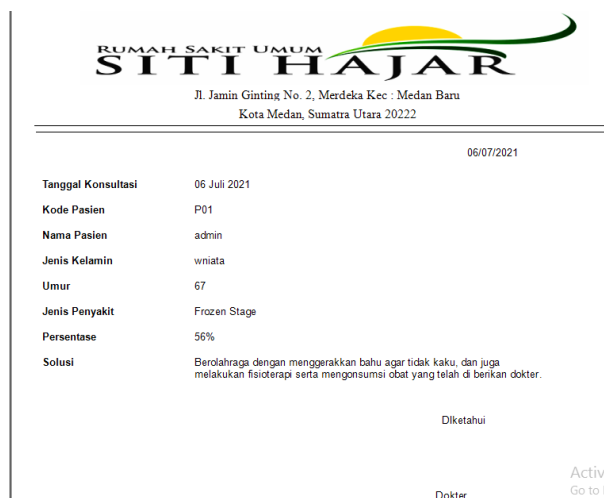 RUMAH SAKIT UMUM
SITI HAJAR
Jl. Jamin Ginting No. 2, Merdeka Kec : Medan Baru
Kota Medan, Sumatra Utara 20222
06/07/2021
Tanggal Konsultasi 06 Juli 2021
Kode Pasien P01
Nama Pasien admin
Jenis Kelamin wniata
Umur 67
Jenis Penyakit Frozen Stage
Persentase 56%
Solusi Berolahraga dengan menggerakkan bahu agar tidak kaku, dan juga
melakukan fisioterapi serta mengonsumsi obat yang telah di berikan dokter.
DIketahui
Activ
Go to
Dokter